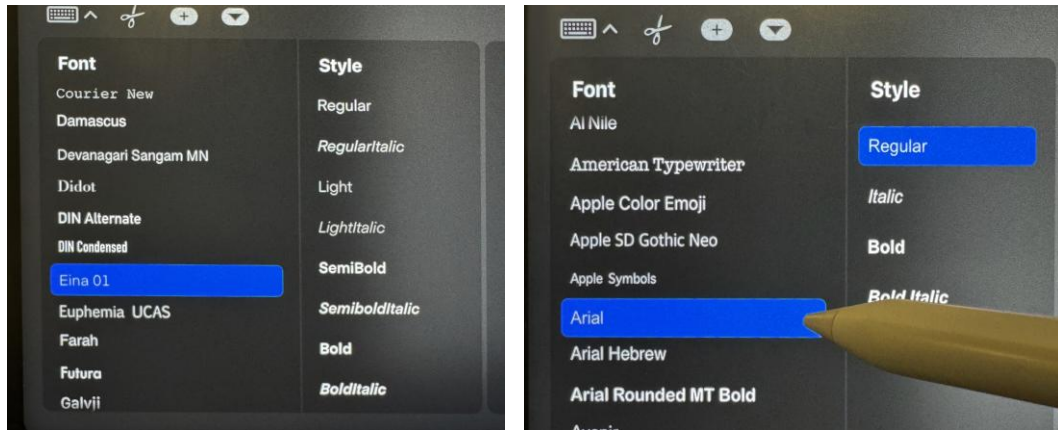 Font
Courier New
Damascus
Devanagari Sangam MN
Didot
DIN Alternate
DIN Condensed
Eina 01
Euphemia UCAS
Farah
Futura
Galvji
Style
Regular
RegularItalic
Light
LightItalic
SemiBold
SemiboldItalic
Bold
BoldItalic
Font
Al Nile
American Typewriter
Apple Color Emoji
Apple SD Gothic Neo
Apple Symbols
Arial
Arial Hebrew
Arial Rounded MT Bold
Style
Regular
Italic
Bold
Bold Italic